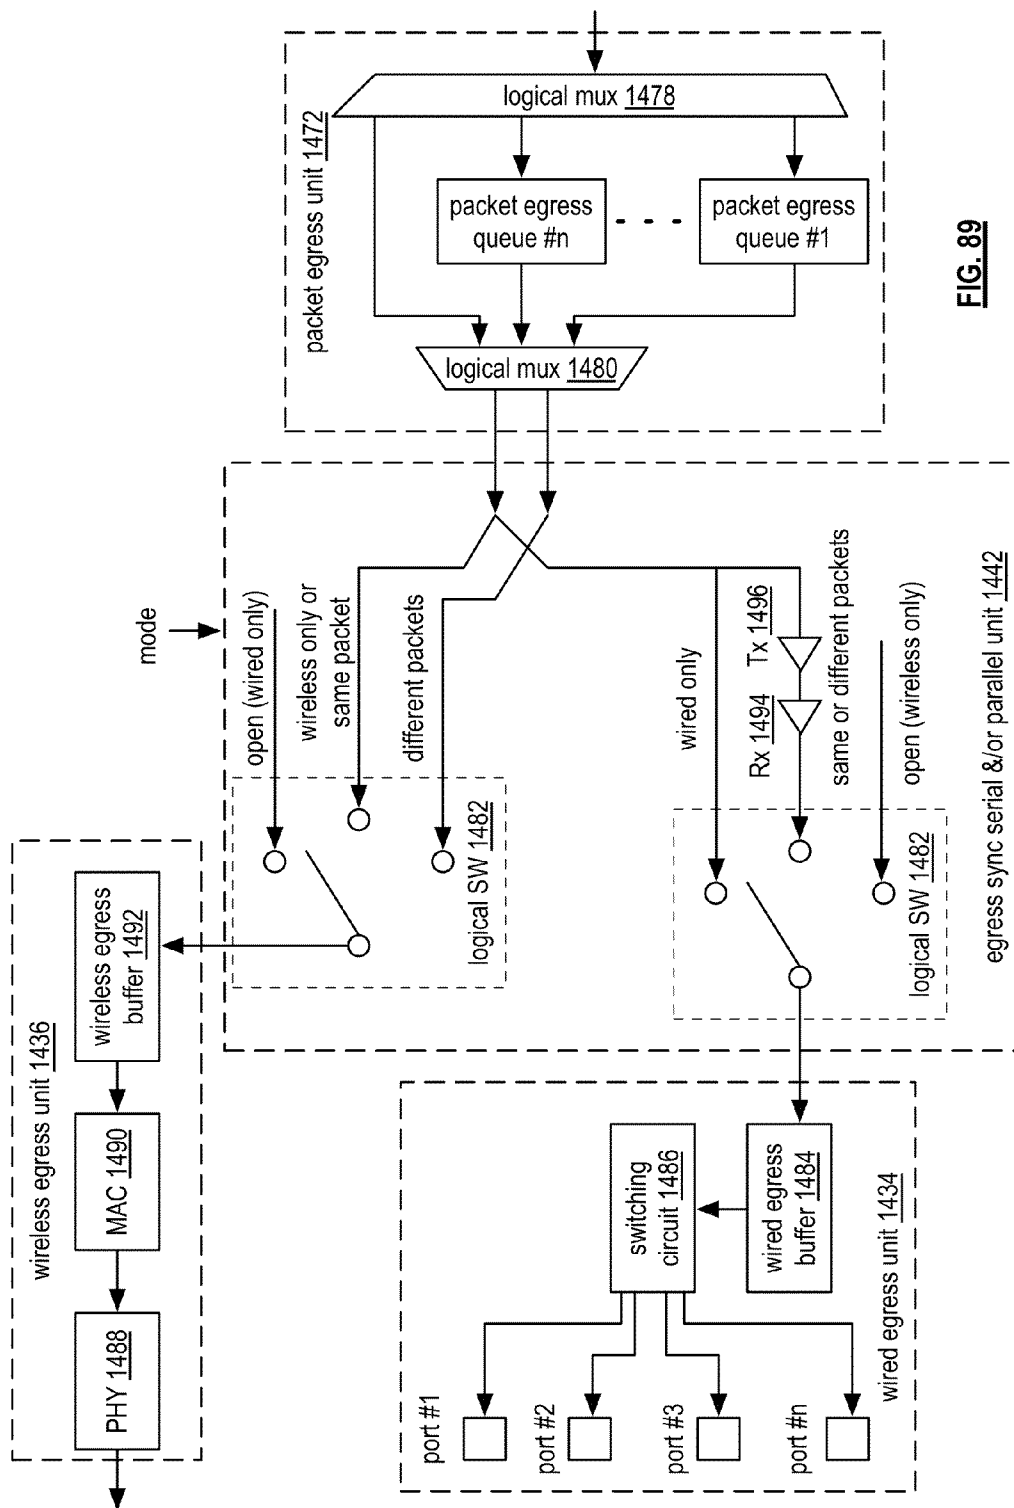 packet egress unit 1472
logical mux 1478
packet egress
queue #n
packet egress
queue #1
logical mux 1480
FIG. 89
mode
open (wired only)
wireless only or
same packet
different packets
logical SW 1482
wired only
Rx 1494
Tx 1496
same or different packets
open (wireless only)
logical SW 1482
egress sync serial &/or parallel unit 1442
wireless egress unit 1436
wireless egress
buffer 1492
MAC 1490
PHY 1488
switching
circuit 1486
wired egress
buffer 1484
wired egress unit 1434
port #1
port #2
port #3
port #n